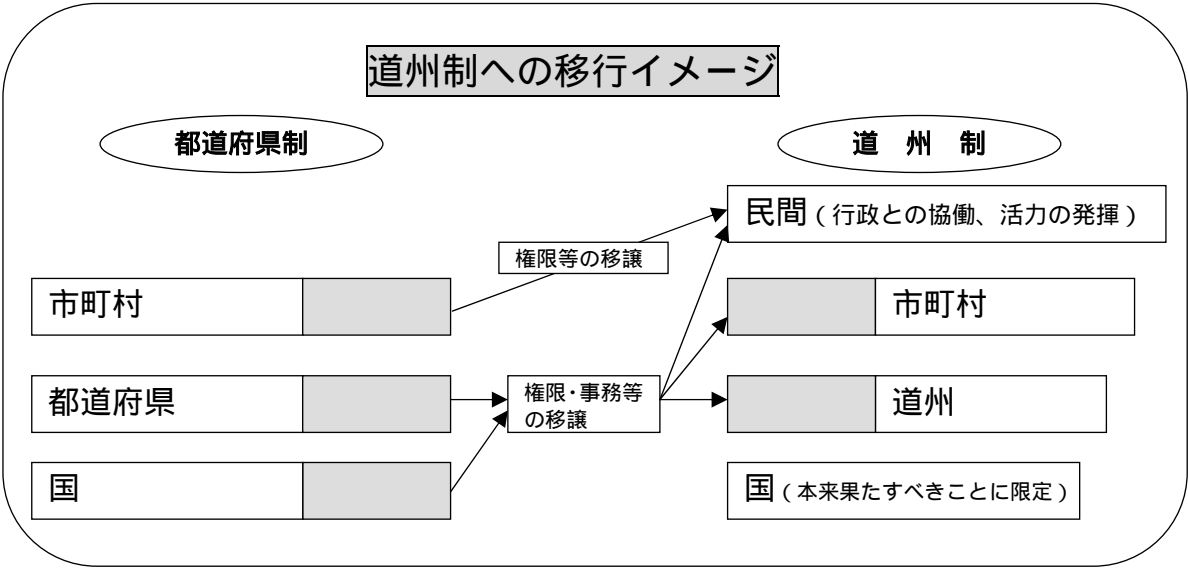 道州制への移行イメージ
都道府県制
道 州 制
民間(行政との協働、活力の発揮)
権限等の移譲
市町村
市町村
都道府県
権限・事務等
の移譲
道州
国
国(本来果たすべきことに限定)